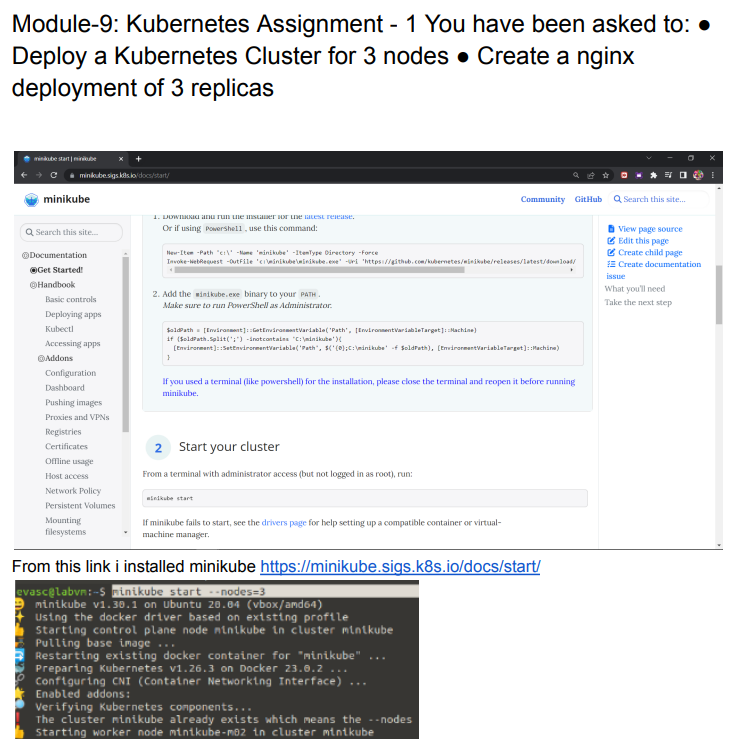 Module-9: Kubernetes Assignment - 1 You have been asked to: ●
Deploy a Kubernetes Cluster for 3 nodes ● Create a nginx
deployment of 3 replicas
minikube start | minikube
minikube.sigs.k8s.io/docs/start/
minikube
Community GitHub Search this site...
Search this site...
Documentation
Get Started!
Handbook
Basic controls
Deploying apps
Kubectl
Accessing apps
Addons
Configuration
Dashboard
Pushing images
Proxies and VPNs
Registries
Certificates
Offline usage
Host access
Network Policy
Persistent Volumes
Mounting
filesystems
1. Download and run the installer for the latest release.
Or if using PowerShell, use this command:
New-Item -Path 'c:\' -Name 'minikube' -ItemType Directory -Force
Invoke-WebRequest -OutFile 'c:\minikube\minikube.exe' -Uri 'https://github.com/kubernetes/minikube/releases/latest/download/
2. Add the minikube.exe binary to your PATH.
Make sure to run PowerShell as Administrator.
$oldPath = [Environment]::GetEnvironmentVariable('Path', [EnvironmentVariableTarget]::Machine)
if ($oldPath.Split(';') -inotcontains 'C:\minikube'){
[Environment]::SetEnvironmentVariable('Path', $('{0};C:\minikube' -f $oldPath), [EnvironmentVariableTarget]::Machine)
}
If you used a terminal (like powershell) for the installation, please close the terminal and reopen it before running
minikube.
2 Start your cluster
From a terminal with administrator access (but not logged in as root), run:
minikube start
If minikube fails to start, see the drivers page for help setting up a compatible container or virtual-
machine manager.
View page source
Edit this page
Create child page
Create documentation
issue
What you'll need
Take the next step
From this link i installed minikube https://minikube.sigs.k8s.io/docs/start/
evasc@labvm:~$ minikube start --nodes=3
minikube v1.30.1 on Ubuntu 20.04 (vbox/amd64)
Using the docker driver based on existing profile
Starting control plane node minikube in cluster minikube
Pulling base image ...
Restarting existing docker container for "minikube" ...
Preparing Kubernetes v1.26.3 on Docker 23.0.2 ...
Configuring CNI (Container Networking Interface) ...
Enabled addons:
Verifying Kubernetes components...
The cluster minikube already exists which means the --nodes
Starting worker node minikube-m02 in cluster minikube